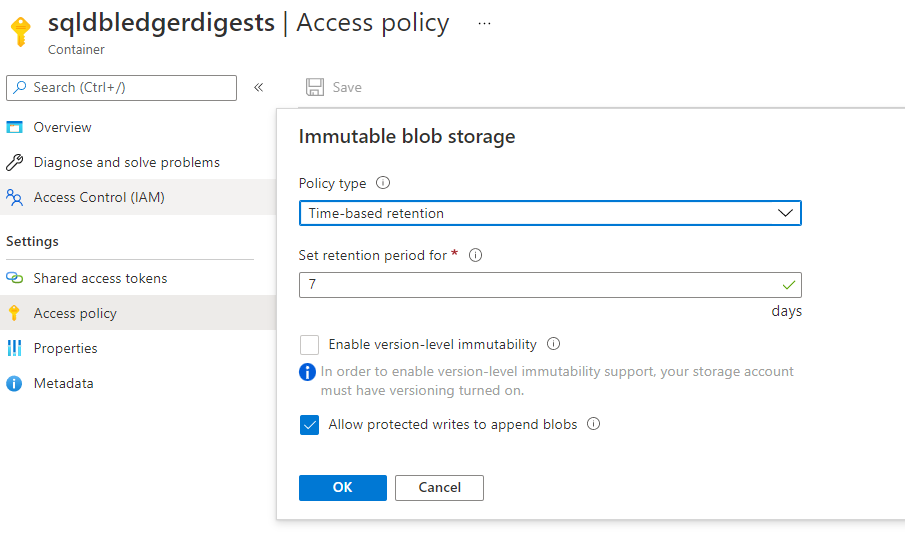 sqldbledgerdigests | Access policy ...
Container
Search (Ctrl+/)
«
Save
Overview
Diagnose and solve problems
Access Control (IAM)
Settings
Shared access tokens
Access policy
Properties
Metadata
Immutable blob storage
Policy type
Time-based retention
Set retention period for *
7
days
Enable version-level immutability
In order to enable version-level immutability support, your storage account
must have versioning turned on.
Allow protected writes to append blobs
OK
Cancel